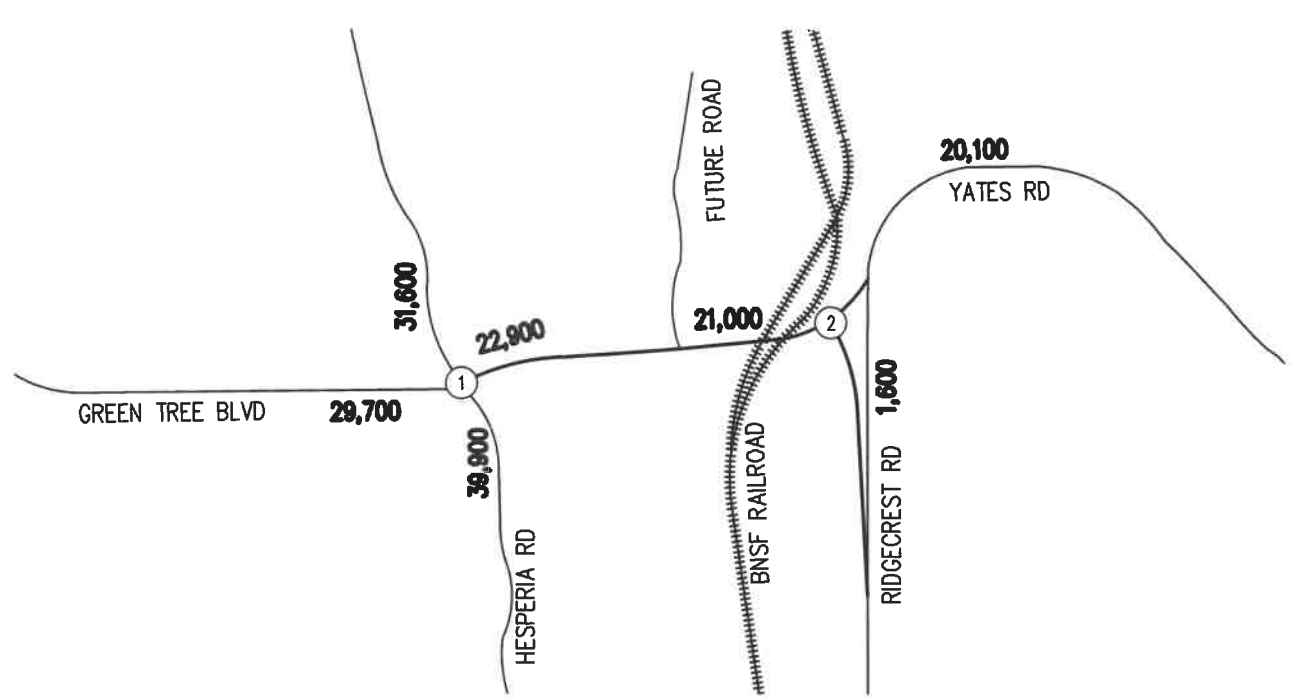 20,100
YATES RD
FUTURE ROAD
31,600
22,900
21,000
2
1
GREEN TREE BLVD
29,700
1,600
39,900
BNSF RAILROAD
RIDGECREST RD
HESPERIA RD